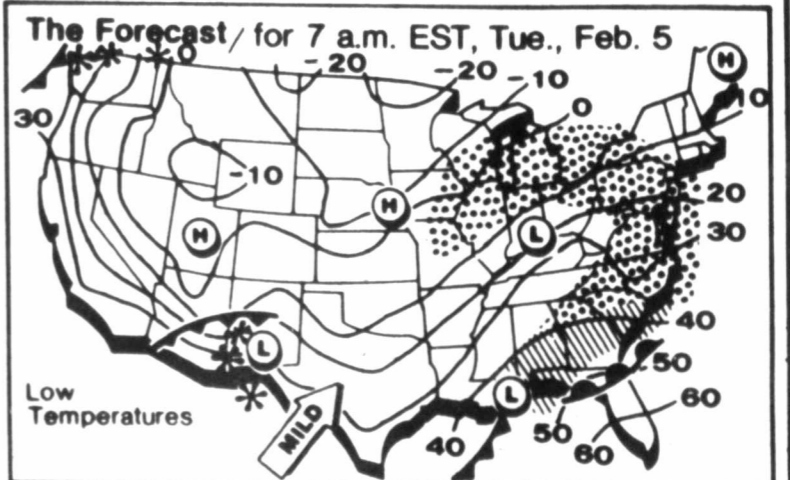 The Forecast / for 7 a.m. EST, Tue., Feb. 5
0
-20
-20
-10
0
H
10
30
-10
H
H
L
20
30
L
40
50
60
Low
Temperatures
MILD
L
40
50
60